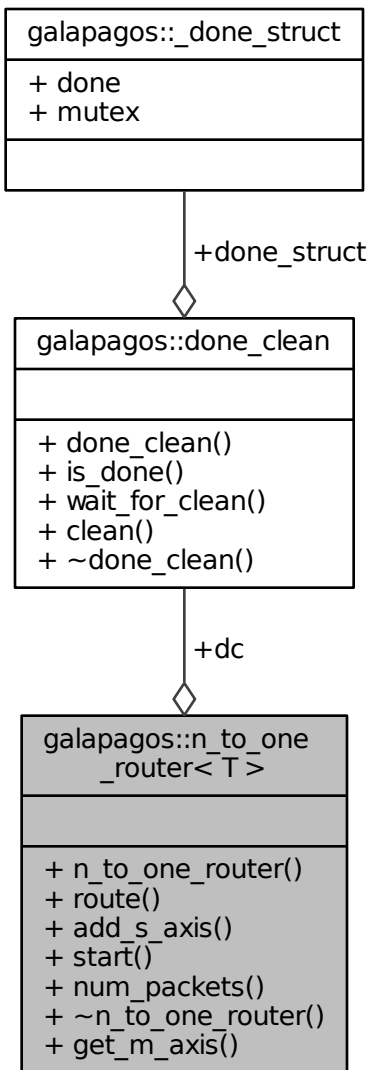 galapagos::_done_struct
+ done
+ mutex
+done_struct
galapagos::done_clean
+ done_clean()
+ is_done()
+ wait_for_clean()
+ clean()
+ ~done_clean()
+dc
galapagos::n_to_one
_router< T >
+ n_to_one_router()
+ route()
+ add_s_axis()
+ start()
+ num_packets()
+ ~n_to_one_router()
+ get_m_axis()